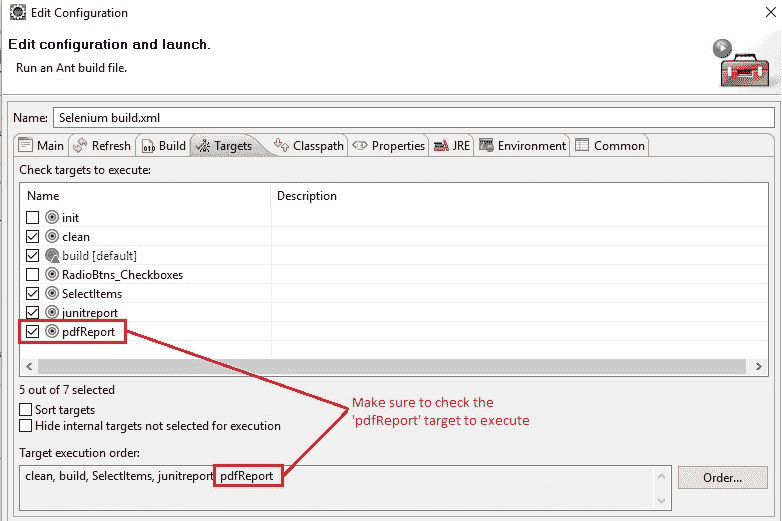 Edit Configuration
Edit configuration and launch.
Run an Ant build file.
Name: Selenium build.xml
Main Refresh Build Targets Classpath Properties JRE Environment Common
Check targets to execute:
Name Description
init
clean
build [default]
RadioBtns_Checkboxes
SelectItems
junitreport
pdfReport
5 out of 7 selected
Sort targets
Hide internal targets not selected for execution
Make sure to check the
'pdfReport' target to execute
Target execution order:
clean, build, SelectItems, junitreport pdfReport
Order...